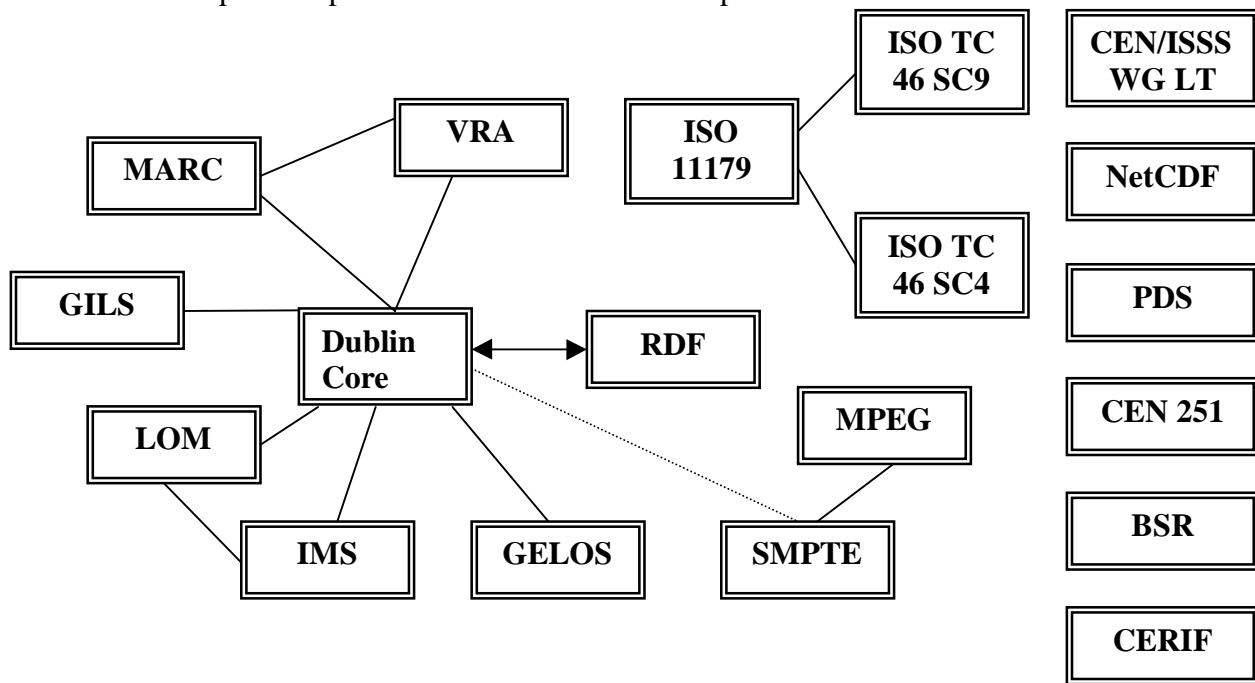 ISO TC
46 SC9
CEN/ISSS
WG LT
VRA
ISO
11179
MARC
NetCDF
ISO TC
46 SC4
GILS
PDS
Dublin
Core
RDF
CEN 251
MPEG
LOM
IMS
GELOS
SMPTE
BSR
CERIF